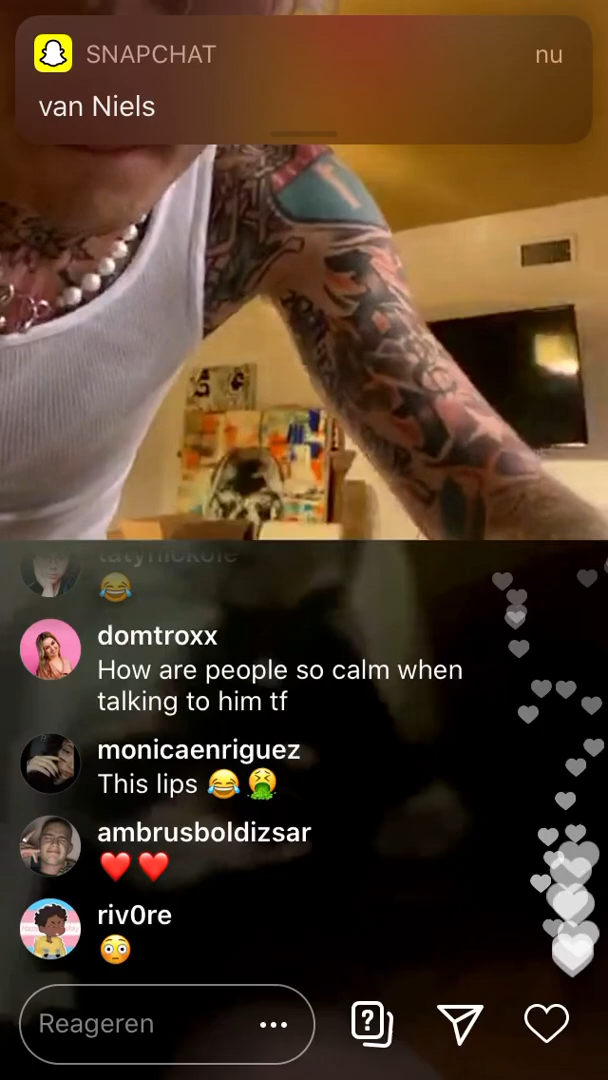 SNAPCHAT
nu
van Niels
tatynickole
😂
domtroxx
How are people so calm when
talking to him tf
monicaenriguez
This lips 😂🤮
ambrusboldizsar
❤️❤️
riv0re
😳
Reageren